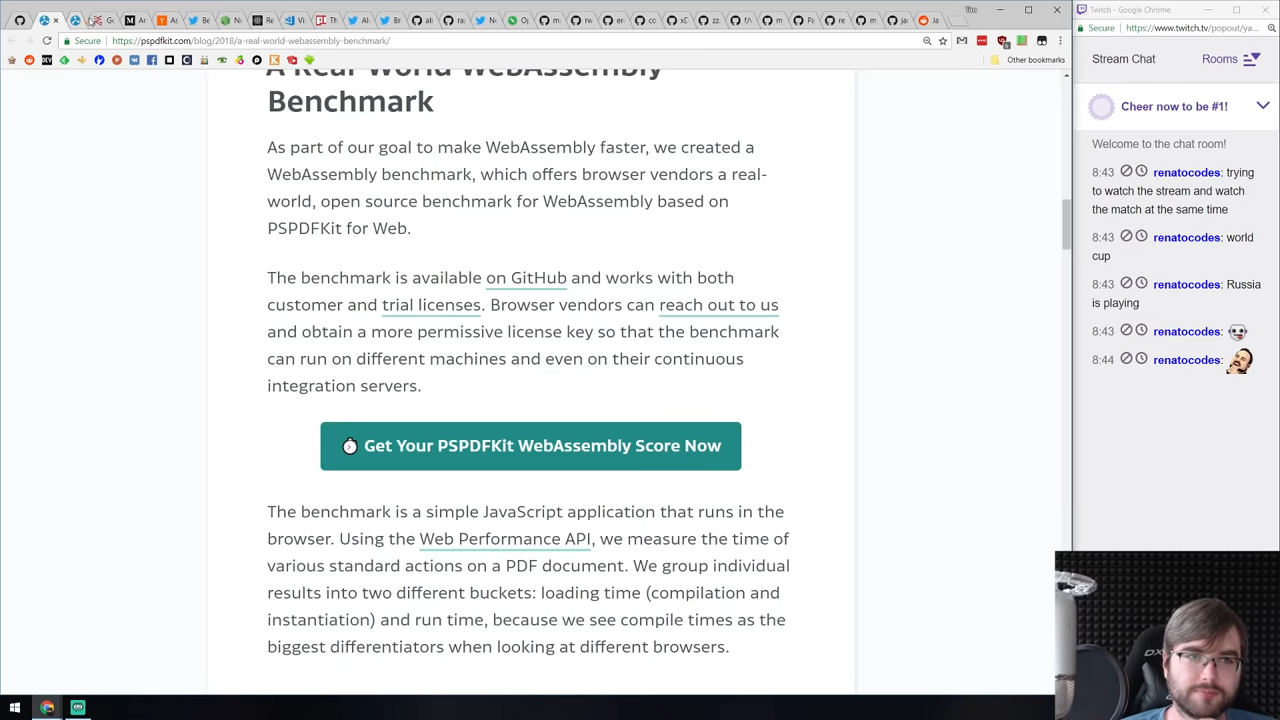 Tim
Twitch - Google Chrome
Secure
https://pspdfkit.com/blog/2018/a-real-world-webassembly-benchmark/
Secure
https://www.twitch.tv/popout/ya...
Other bookmarks
A Real-World WebAssembly
Benchmark
As part of our goal to make WebAssembly faster, we created a
WebAssembly benchmark, which offers browser vendors a real-
world, open source benchmark for WebAssembly based on
PSPDFKit for Web.
The benchmark is available on GitHub and works with both
customer and trial licenses. Browser vendors can reach out to us
and obtain a more permissive license key so that the benchmark
can run on different machines and even on their continuous
integration servers.
Get Your PSPDFKit WebAssembly Score Now
The benchmark is a simple JavaScript application that runs in the
browser. Using the Web Performance API, we measure the time of
various standard actions on a PDF document. We group individual
results into two different buckets: loading time (compilation and
instantiation) and run time, because we see compile times as the
biggest differentiators when looking at different browsers.
Stream Chat
Rooms
Cheer now to be #1!
Welcome to the chat room!
8:43 renatocodes: trying
to watch the stream and watch
the match at the same time
8:43 renatocodes: world
cup
8:43 renatocodes: Russia
is playing
8:43 renatocodes:
8:44 renatocodes: